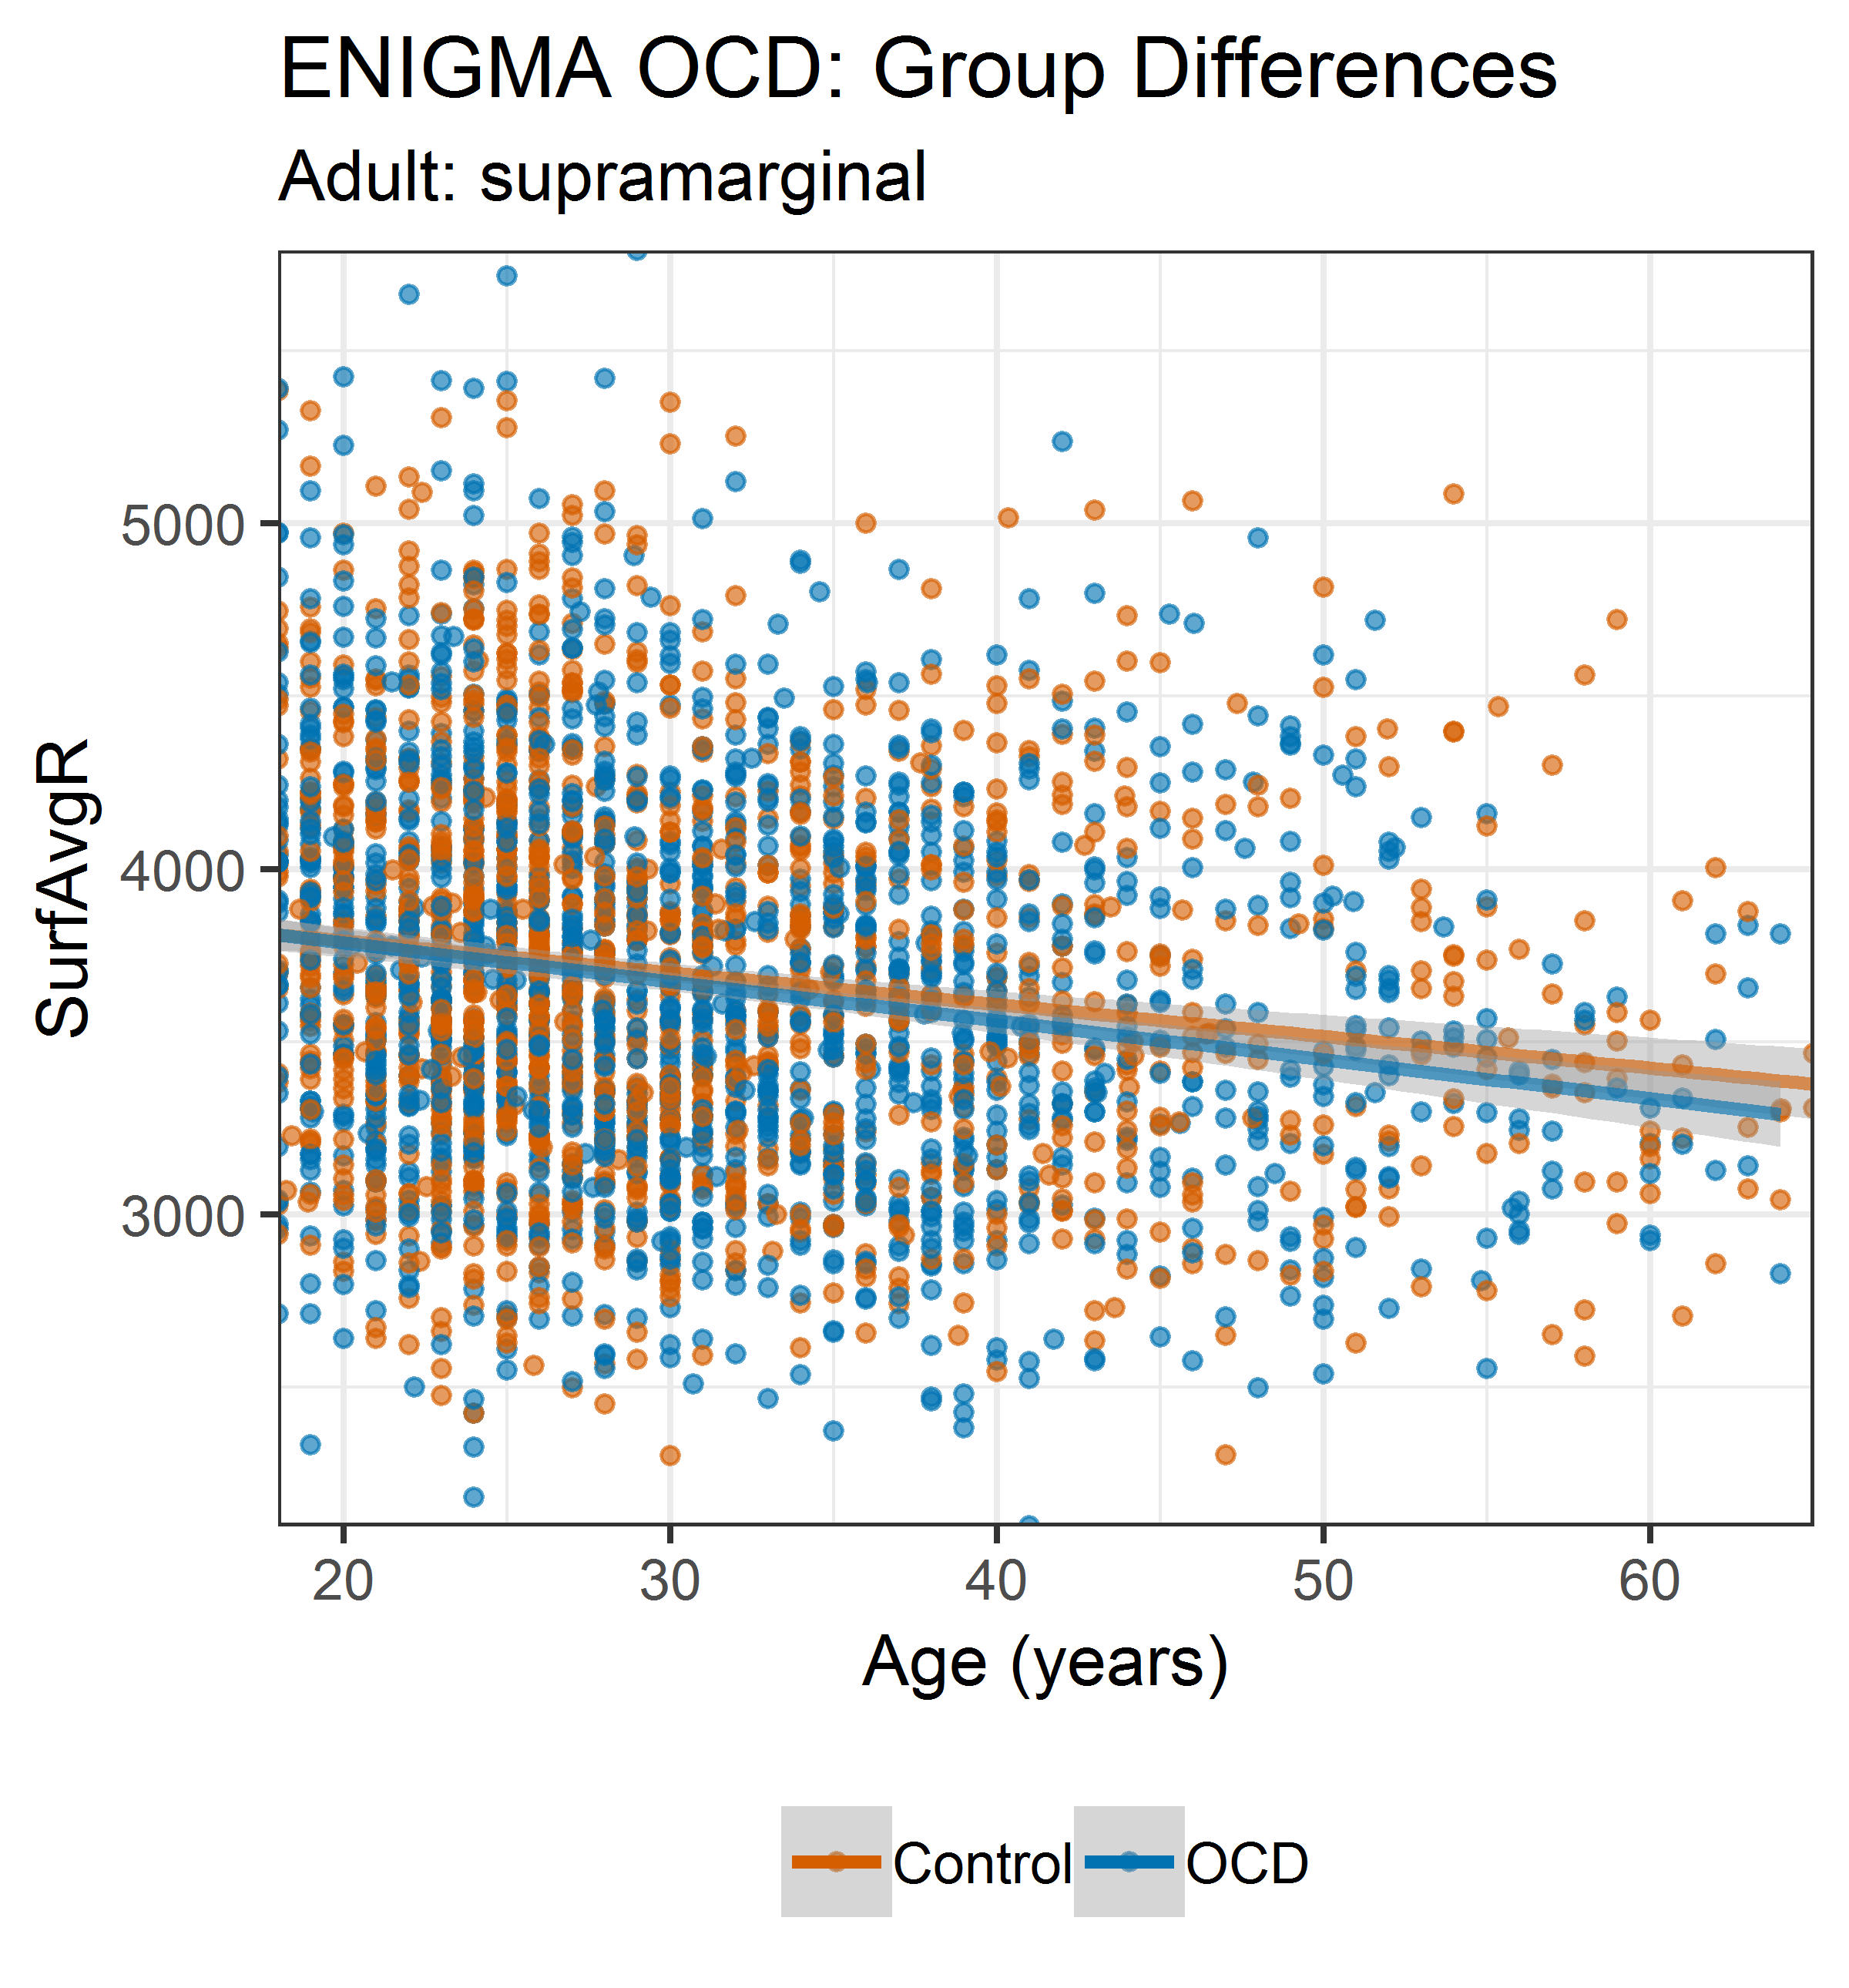 ENIGMA OCD: Group Differences
Adult: supramarginal
SurfAvgR
5000
4000
3000
20 30 40 50 60
Age (years)
Control OCD